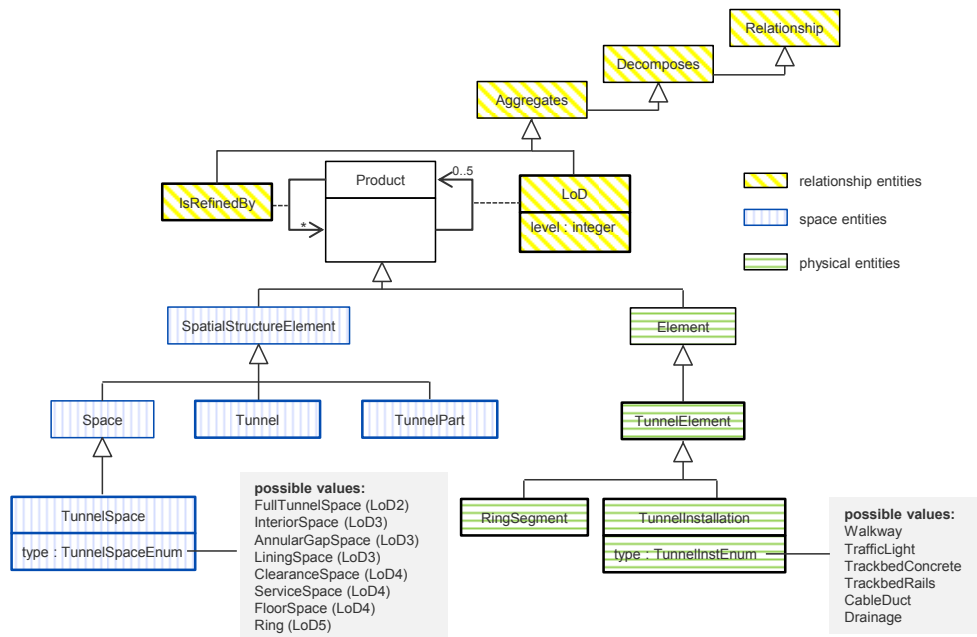 Relationship
Decomposes
Aggregates
Product
0..5
IsRefinedBy
LoD
level : integer
*
relationship entities
space entities
physical entities
SpatialStructureElement
Element
Space
Tunnel
TunnelPart
TunnelElement
TunnelSpace
type : TunnelSpaceEnum
possible values:
FullTunnelSpace (LoD2)
InteriorSpace (LoD3)
AnnularGapSpace (LoD3)
LiningSpace (LoD3)
ClearanceSpace (LoD4)
ServiceSpace (LoD4)
FloorSpace (LoD4)
Ring (LoD5)
RingSegment
TunnelInstallation
type : TunnelInstEnum
possible values:
Walkway
TrafficLight
TrackbedConcrete
TrackbedRails
CableDuct
Drainage